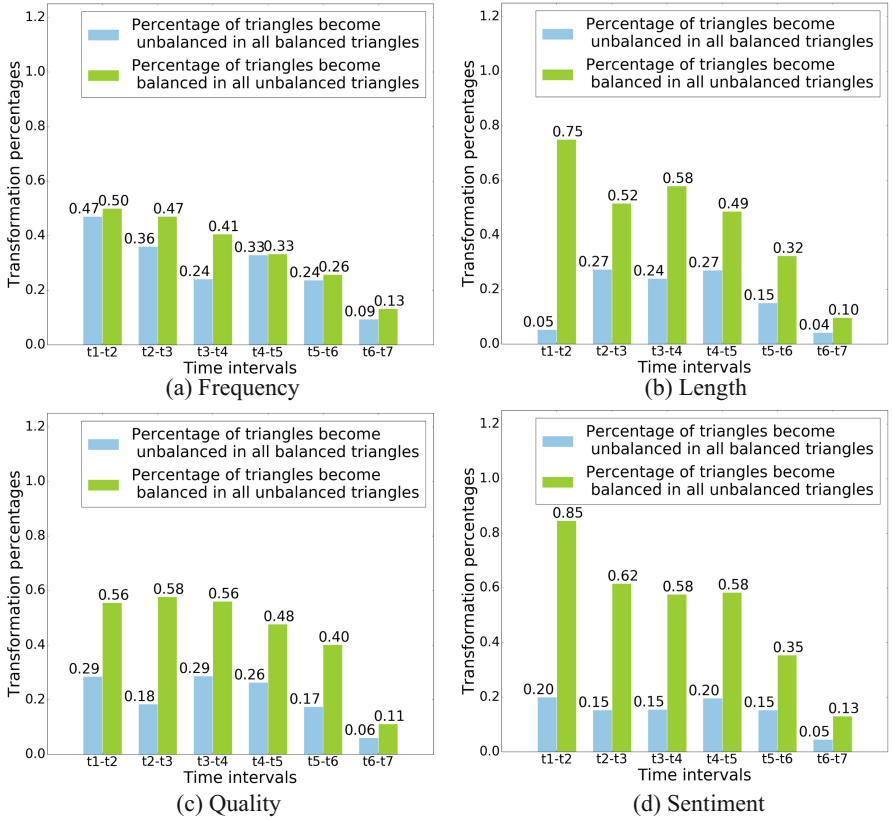 Transformation percentages
1.2
1.0
0.8
0.6
0.4
0.2
0.0
Percentage of triangles become
unbalanced in all balanced triangles
Percentage of triangles become
balanced in all unbalanced triangles
0.47 0.50
0.36 0.47
0.24 0.41
0.33 0.33
0.24 0.26
0.09 0.13
t1-t2 t2-t3 t3-t4 t4-t5 t5-t6 t6-t7
Time intervals
(a) Frequency
Transformation percentages
1.2
1.0
0.8
0.6
0.4
0.2
0.0
Percentage of triangles become
unbalanced in all balanced triangles
Percentage of triangles become
balanced in all unbalanced triangles
0.05 0.75
0.27 0.52
0.24 0.58
0.27 0.49
0.15 0.32
0.04 0.10
t1-t2 t2-t3 t3-t4 t4-t5 t5-t6 t6-t7
Time intervals
(b) Length
Transformation percentages
1.2
1.0
0.8
0.6
0.4
0.2
0.0
Percentage of triangles become
unbalanced in all balanced triangles
Percentage of triangles become
balanced in all unbalanced triangles
0.29 0.56
0.18 0.58
0.29 0.56
0.26 0.48
0.17 0.40
0.06 0.11
t1-t2 t2-t3 t3-t4 t4-t5 t5-t6 t6-t7
Time intervals
(c) Quality
Transformation percentages
1.2
1.0
0.8
0.6
0.4
0.2
0.0
Percentage of triangles become
unbalanced in all balanced triangles
Percentage of triangles become
balanced in all unbalanced triangles
0.20 0.85
0.15 0.62
0.15 0.58
0.20 0.58
0.15 0.35
0.05 0.13
t1-t2 t2-t3 t3-t4 t4-t5 t5-t6 t6-t7
Time intervals
(d) Sentiment